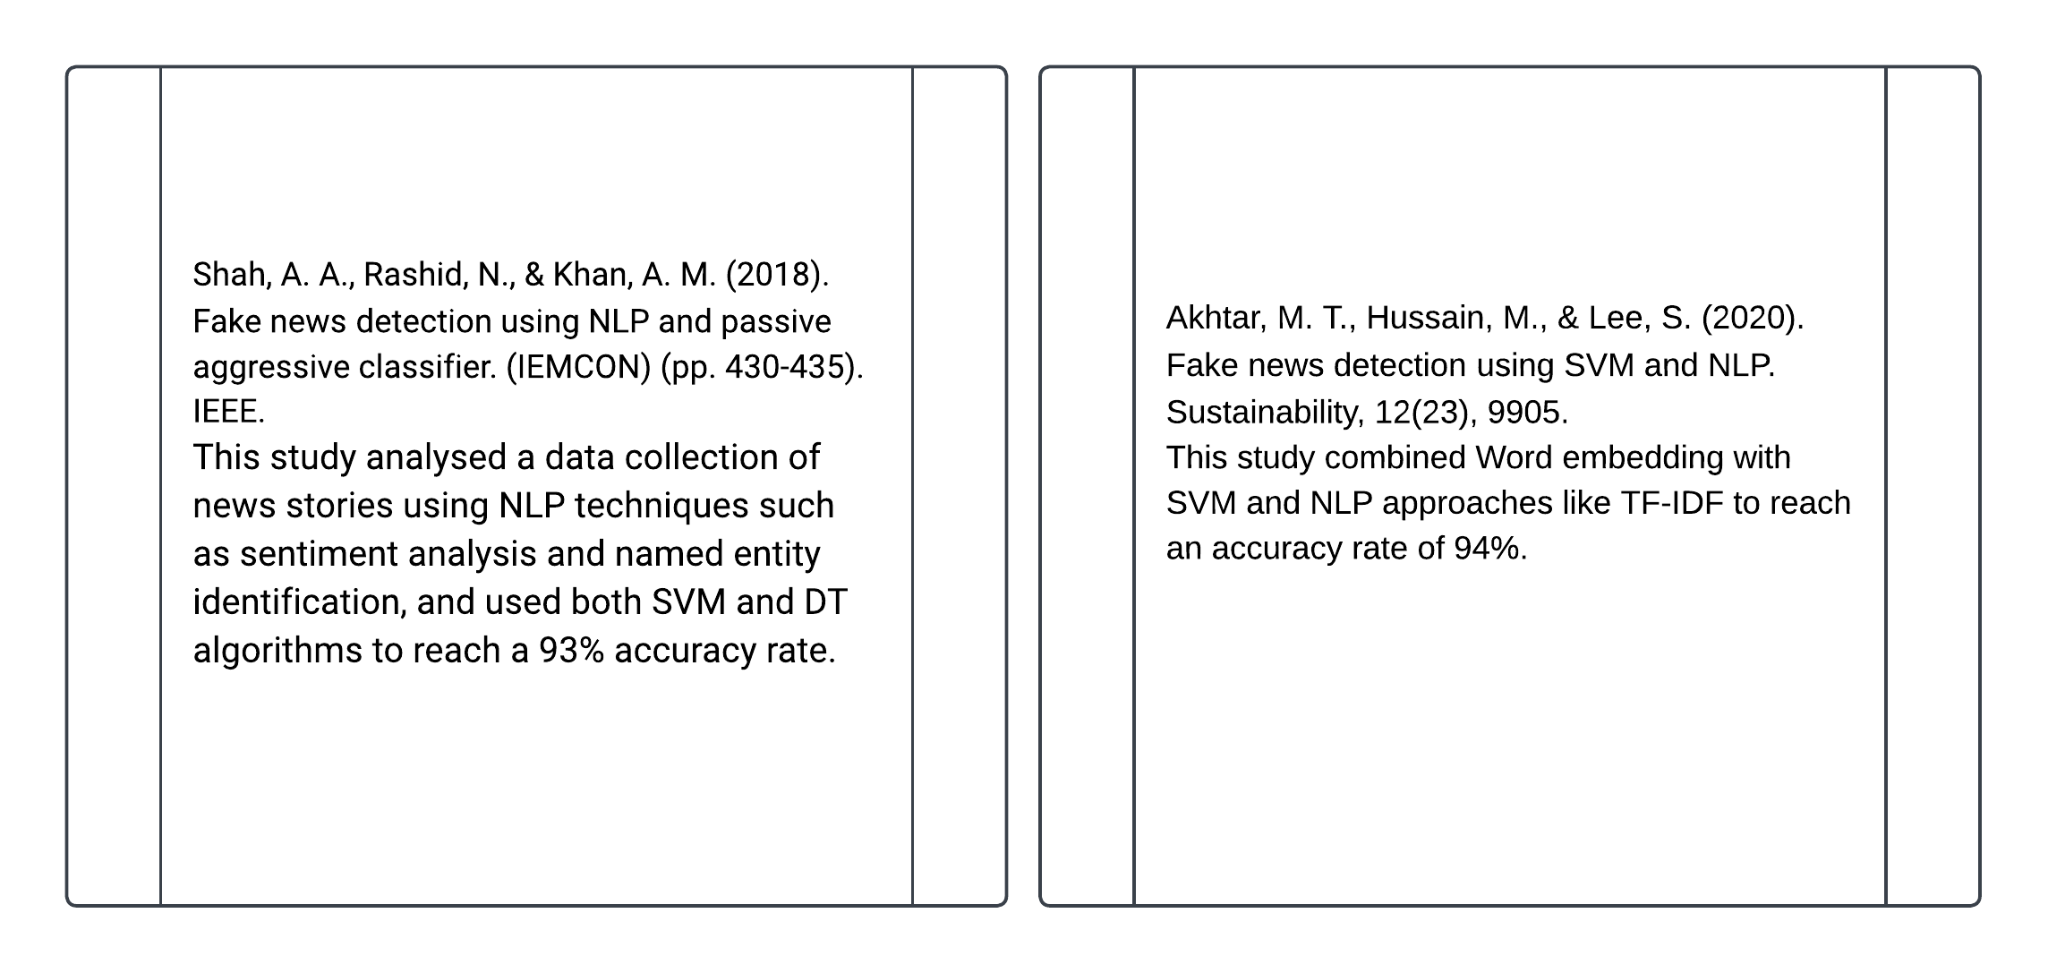 Shah, A. A., Rashid, N., & Khan, A. M. (2018).
Fake news detection using NLP and passive
aggressive classifier. (IEMCON) (pp. 430-435).
IEEE.
This study analysed a data collection of
news stories using NLP techniques such
as sentiment analysis and named entity
identification, and used both SVM and DT
algorithms to reach a 93% accuracy rate.
Akhtar, M. T., Hussain, M., & Lee, S. (2020).
Fake news detection using SVM and NLP.
Sustainability, 12(23), 9905.
This study combined Word embedding with
SVM and NLP approaches like TF-IDF to reach
an accuracy rate of 94%.